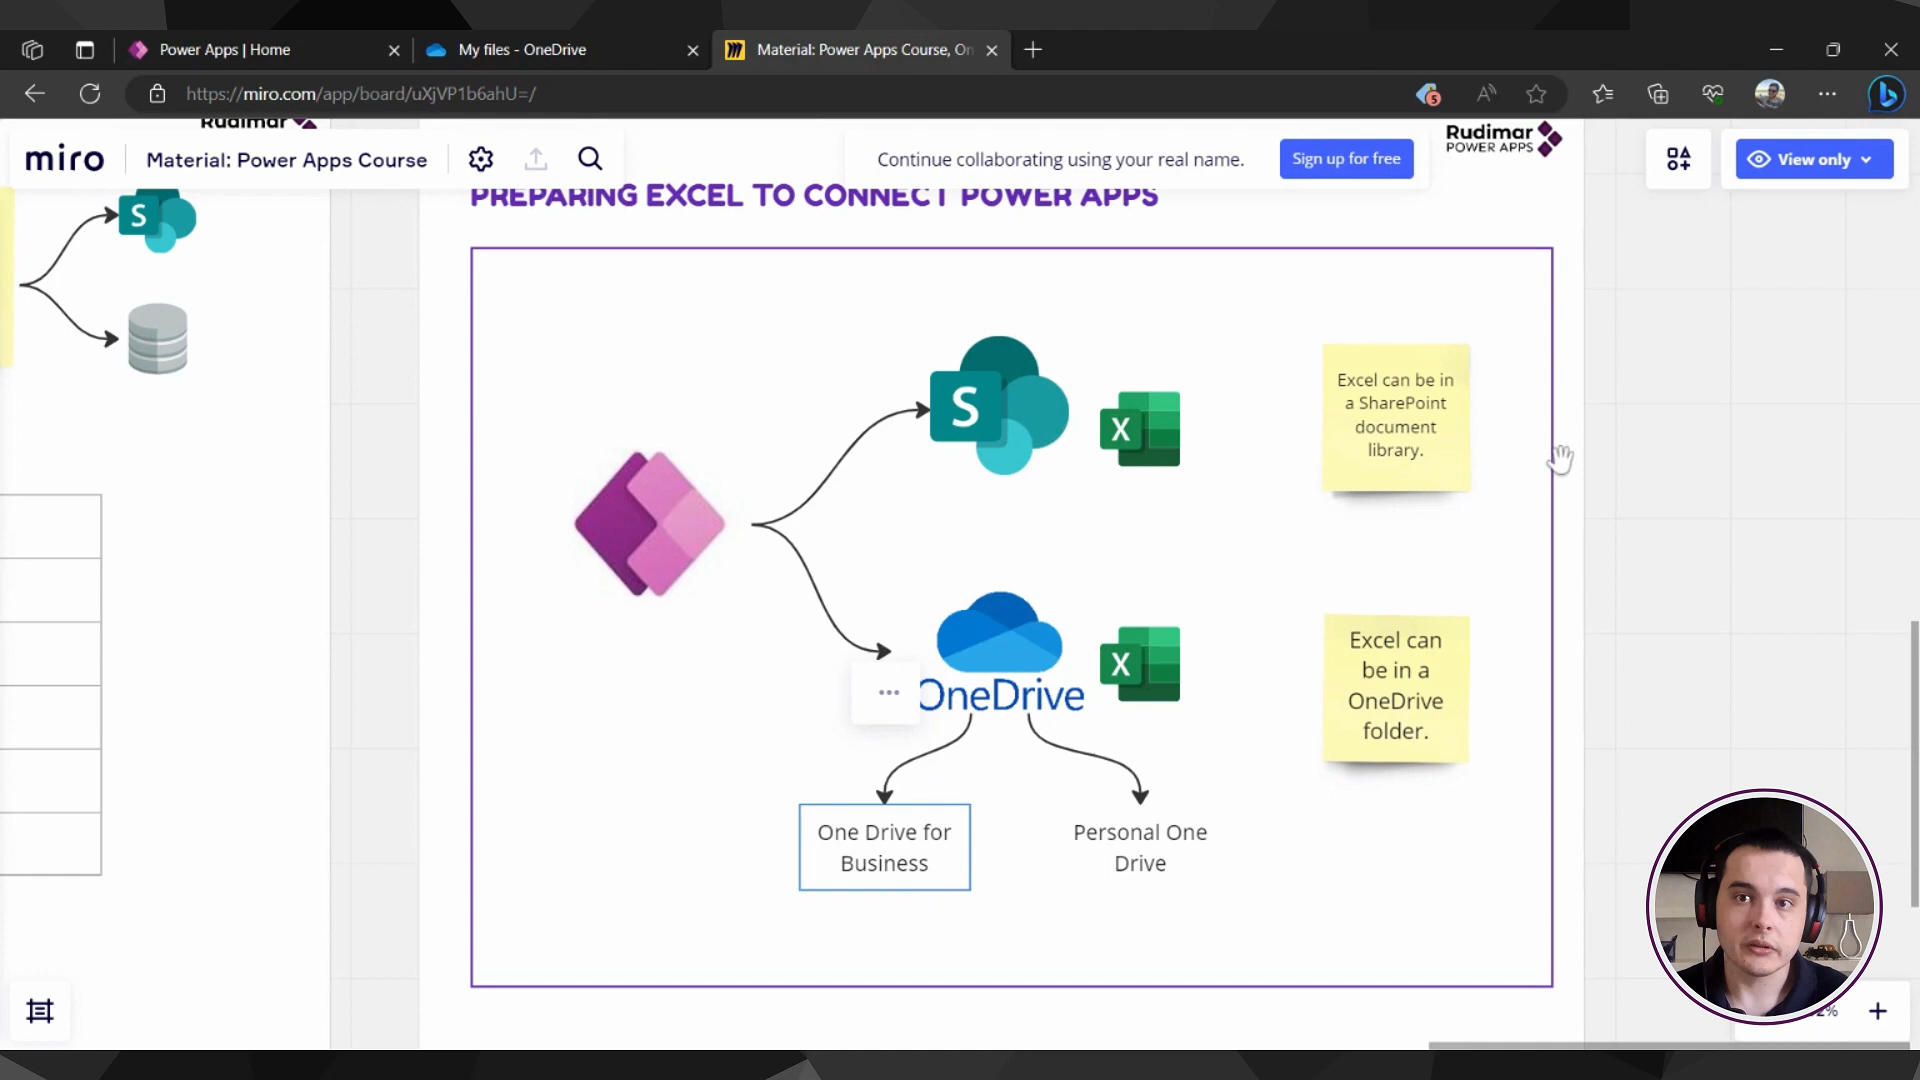 Power Apps | Home
My files - OneDrive
Material: Power Apps Course, On
https://miro.com/app/board/uXjVP1b6ahU=/
5
Rudimar
miro
Material: Power Apps Course
Continue collaborating using your real name.
Sign up for free
Rudimar
POWER APPS
View only
PREPARING EXCEL TO CONNECT POWER APPS
S
S
X
Excel can be in
a SharePoint
document
library.
X
OneDrive
Excel can
be in a
OneDrive
folder.
One Drive for
Business
Personal One
Drive